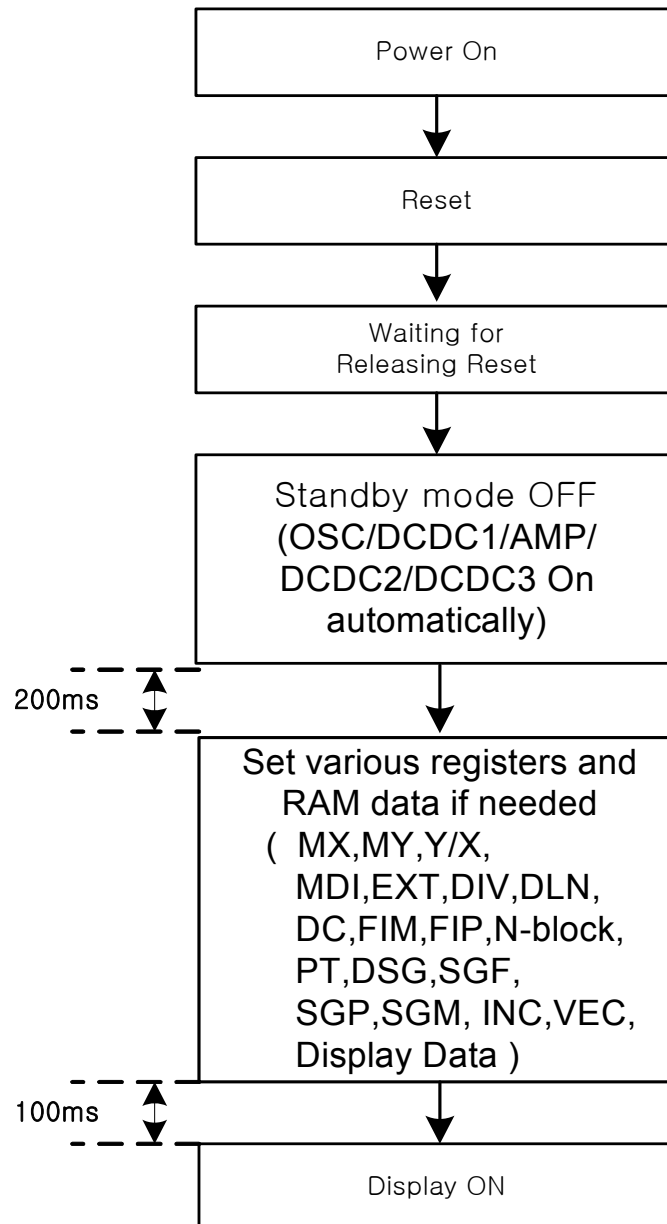 Power On
Reset
Waiting for
Releasing Reset
Standby mode OFF
(OSC/DCDC1/AMP/
DCDC2/DCDC3 On
automatically)
200ms
Set various registers and
RAM data if needed
( MX,MY,Y/X,
MDI,EXT,DIV,DLN,
DC,FIM,FIP,N-block,
PT,DSG,SGF,
SGP,SGM, INC,VEC,
Display Data )
100ms
Display ON